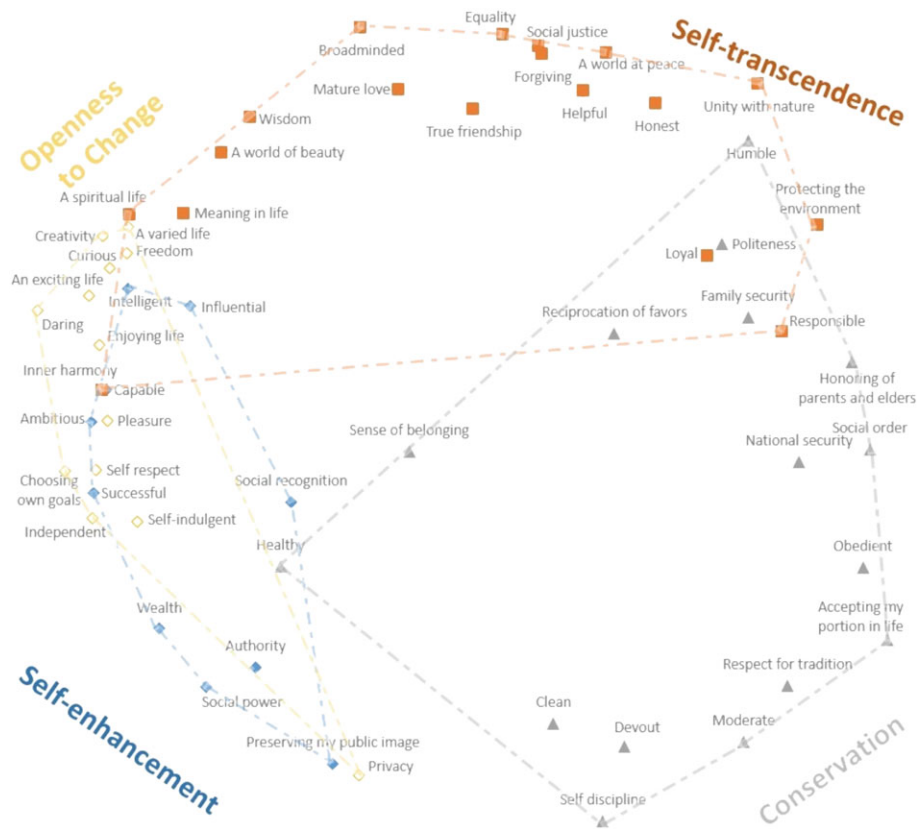 Equality
Social justice
Broadminded
A world at peace
Self-transcendence
Forgiving
Mature love
Helpful
Unity with nature
Openness
to Change
Wisdom
True friendship
Honest
A world of beauty
Humble
A spiritual life
Meaning in life
Protecting the
environment
Creativity
A varied life
Curious
Freedom
Loyal
Politeness
An exciting life
Intelligent
Influential
Family security
Daring
Enjoying life
Reciprocation of favors
Responsible
Inner harmony
Capable
Honoring of
parents and elders
Ambitious
Pleasure
Sense of belonging
Social order
National security
Self respect
Choosing
own goals
Successful
Social recognition
Independent
Self-indulgent
Healthy
Obedient
Wealth
Accepting my
portion in life
Authority
Respect for tradition
Self-enhancement
Social power
Clean
Devout
Moderate
Preserving my public image
Privacy
Conservation
Self discipline